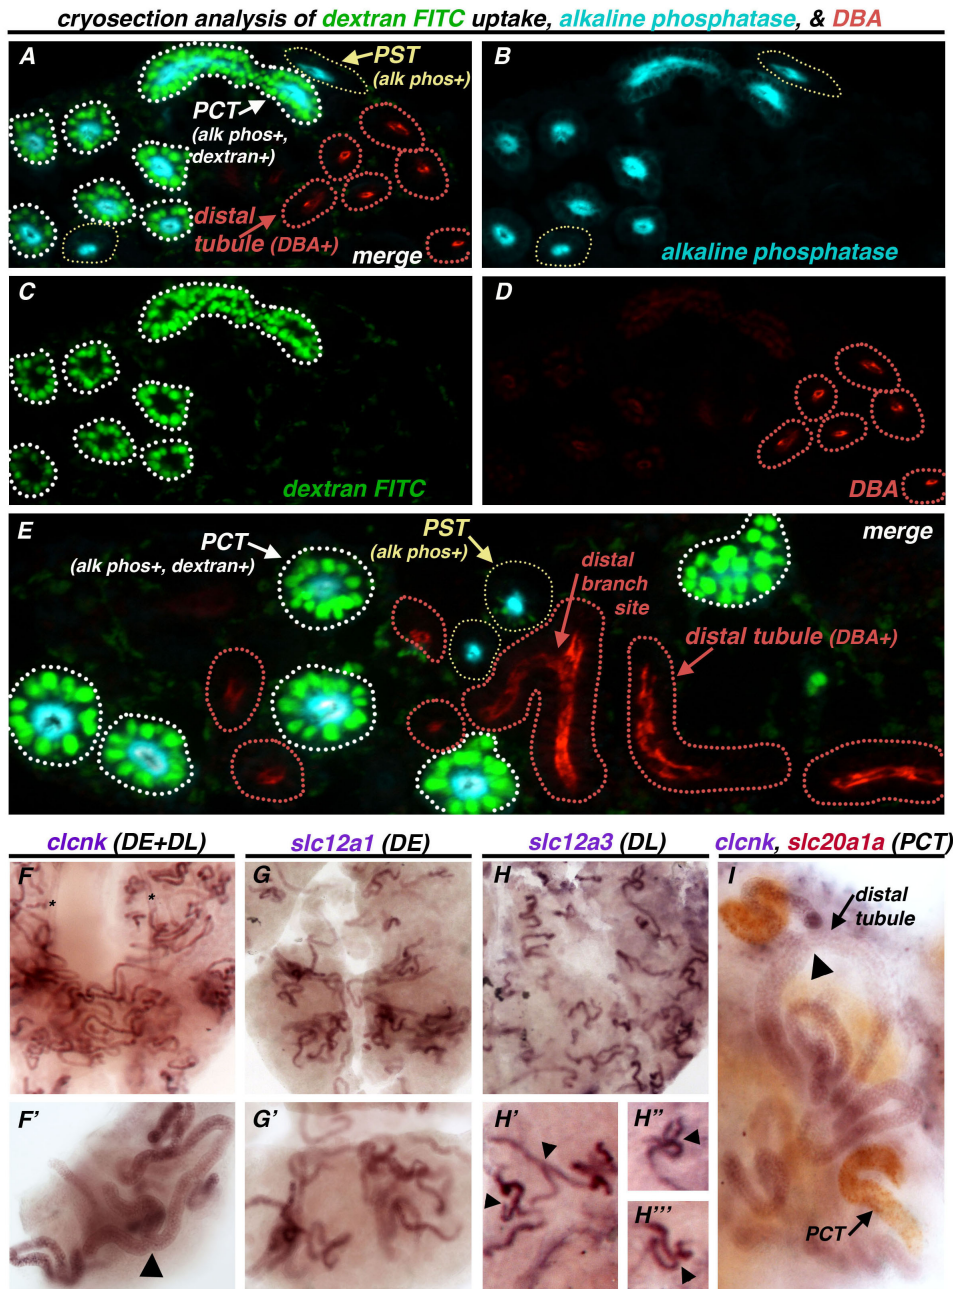 cryosection analysis of dextran FITC uptake, alkaline phosphatase, & DBA
A
PST
(alk phos+)
PCT
(alk phos+,
dextran+)
distal
tubule (DBA+)
merge
B
alkaline phosphatase
C
dextran FITC
D
DBA
E
PCT
(alk phos+, dextran+)
PST
(alk phos+)
distal
branch
site
merge
distal tubule (DBA+)
clcnk (DE+DL)
slc12a1 (DE)
slc12a3 (DL)
clcnk, slc20a1a (PCT)
F
*
*
G
H
I
distal
tubule
F’
G’
H’
H’’
H’’’
PCT